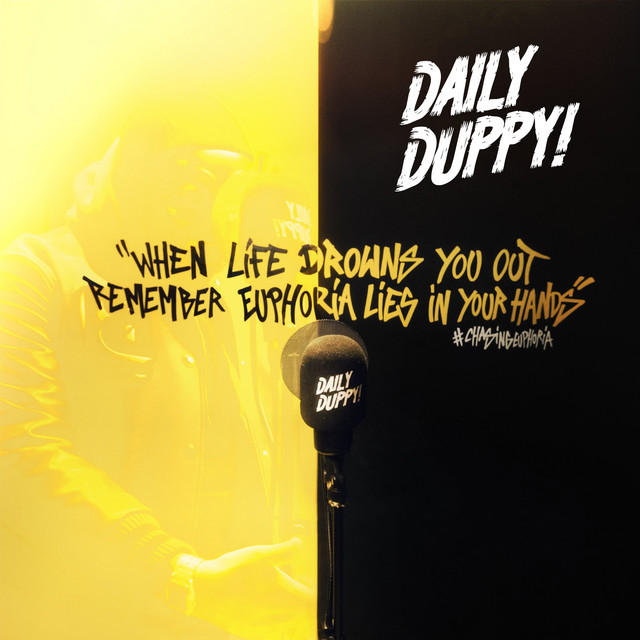 DAILY
DUPPY!
"WHEN LIFE DROWNS YOU OUT
REMEMBER EUPHORIA LIES IN YOUR HANDS"
#CHASINGEUPHORIA
DAILY
DUPPY!